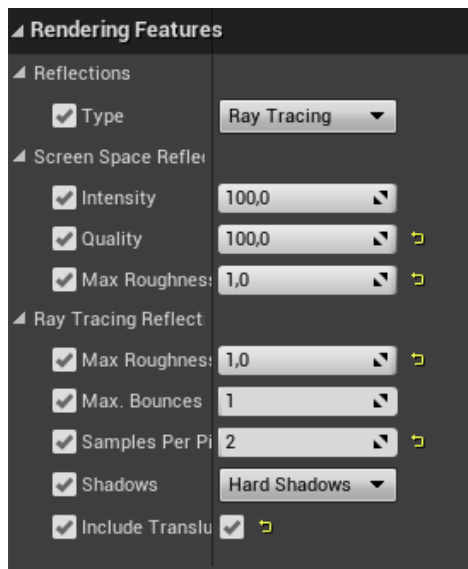 Rendering Features
Reflections
Type Ray Tracing
Screen Space Reflec
Intensity 100,0
Quality 100,0
Max Roughness 1,0
Ray Tracing Reflecti
Max Roughness 1,0
Max. Bounces 1
Samples Per Pi 2
Shadows Hard Shadows
Include Translu